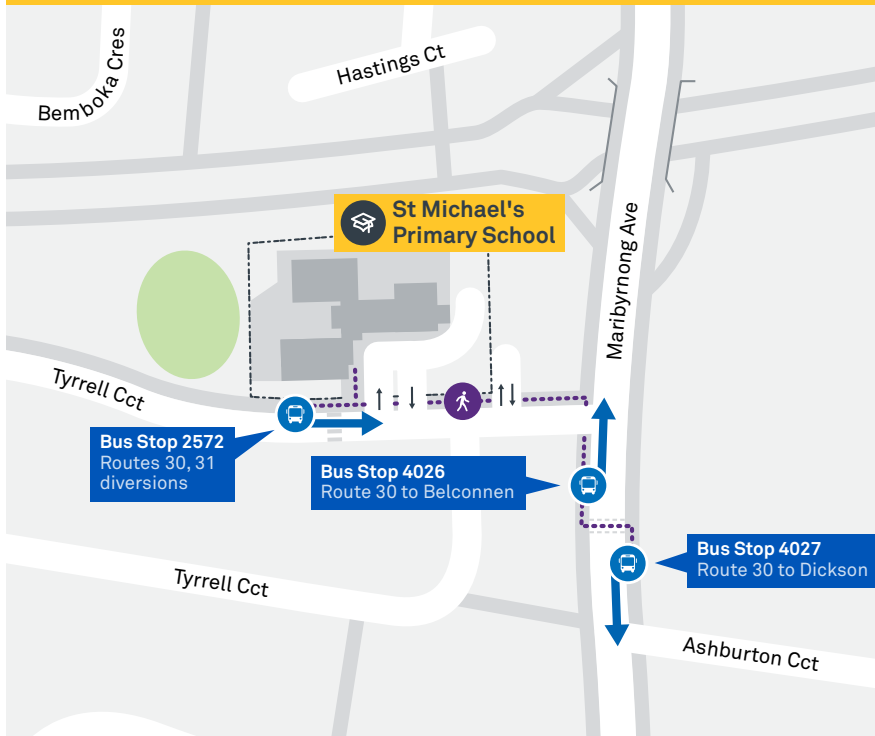 Hastings Ct
Bemboka Cres
St Michael's
Primary School
Maribyrnong Ave
Tyrrell Cct
Bus Stop 2572
Routes 30, 31
diversions
Bus Stop 4026
Route 30 to Belconnen
Bus Stop 4027
Route 30 to Dickson
Tyrrell Cct
Ashburton Cct